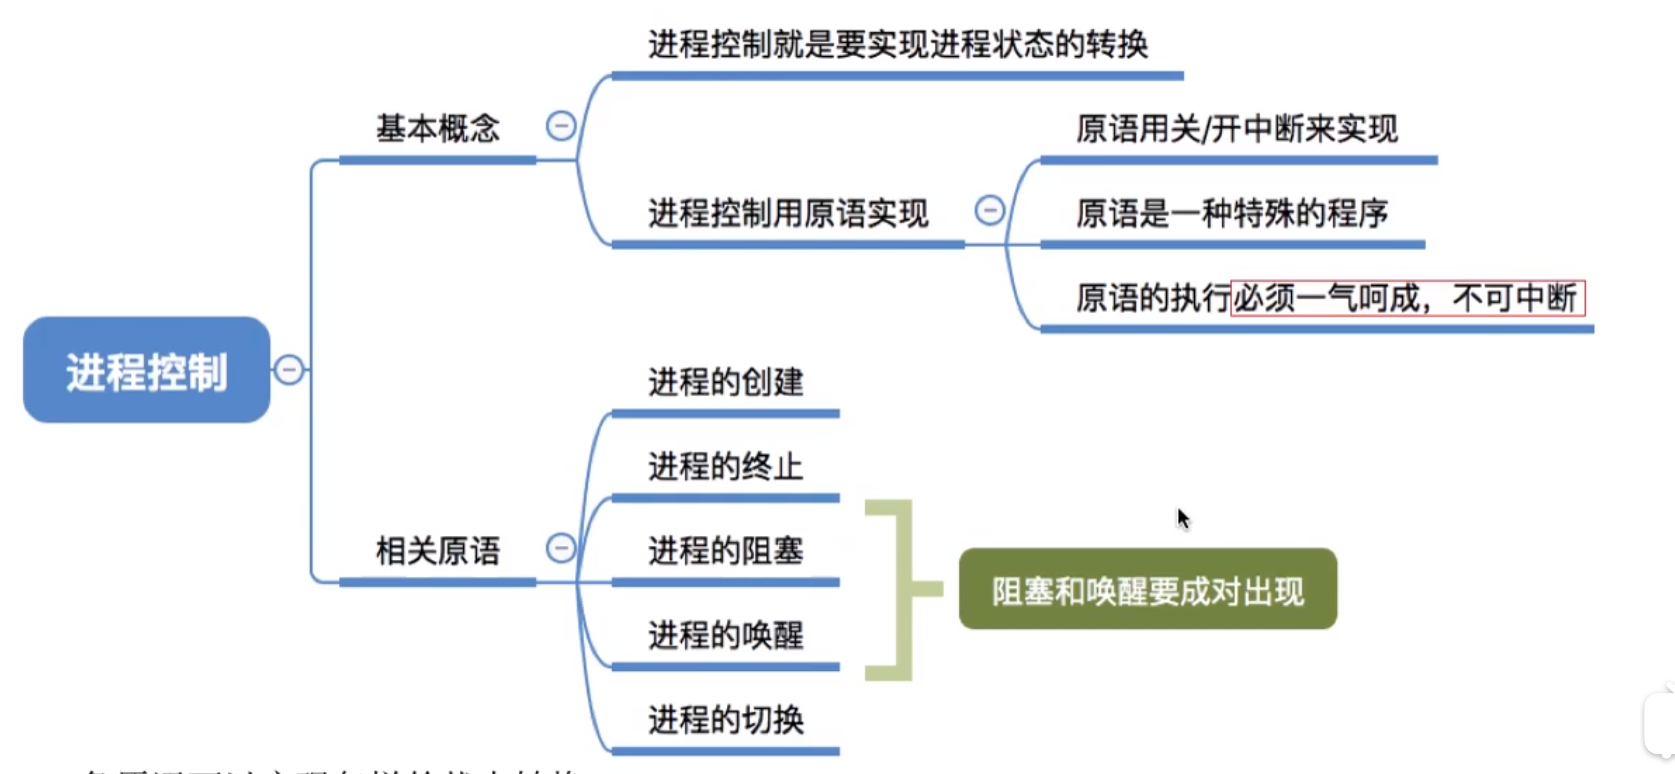 进程控制
基本概念
进程控制就是要实现进程状态的转换
进程控制用原语实现
原语用关/开中断来实现
原语是一种特殊的程序
原语的执行必须一气呵成，不可中断
相关原语
进程的创建
进程的终止
进程的阻塞
进程的唤醒
进程的切换
阻塞和唤醒要成对出现